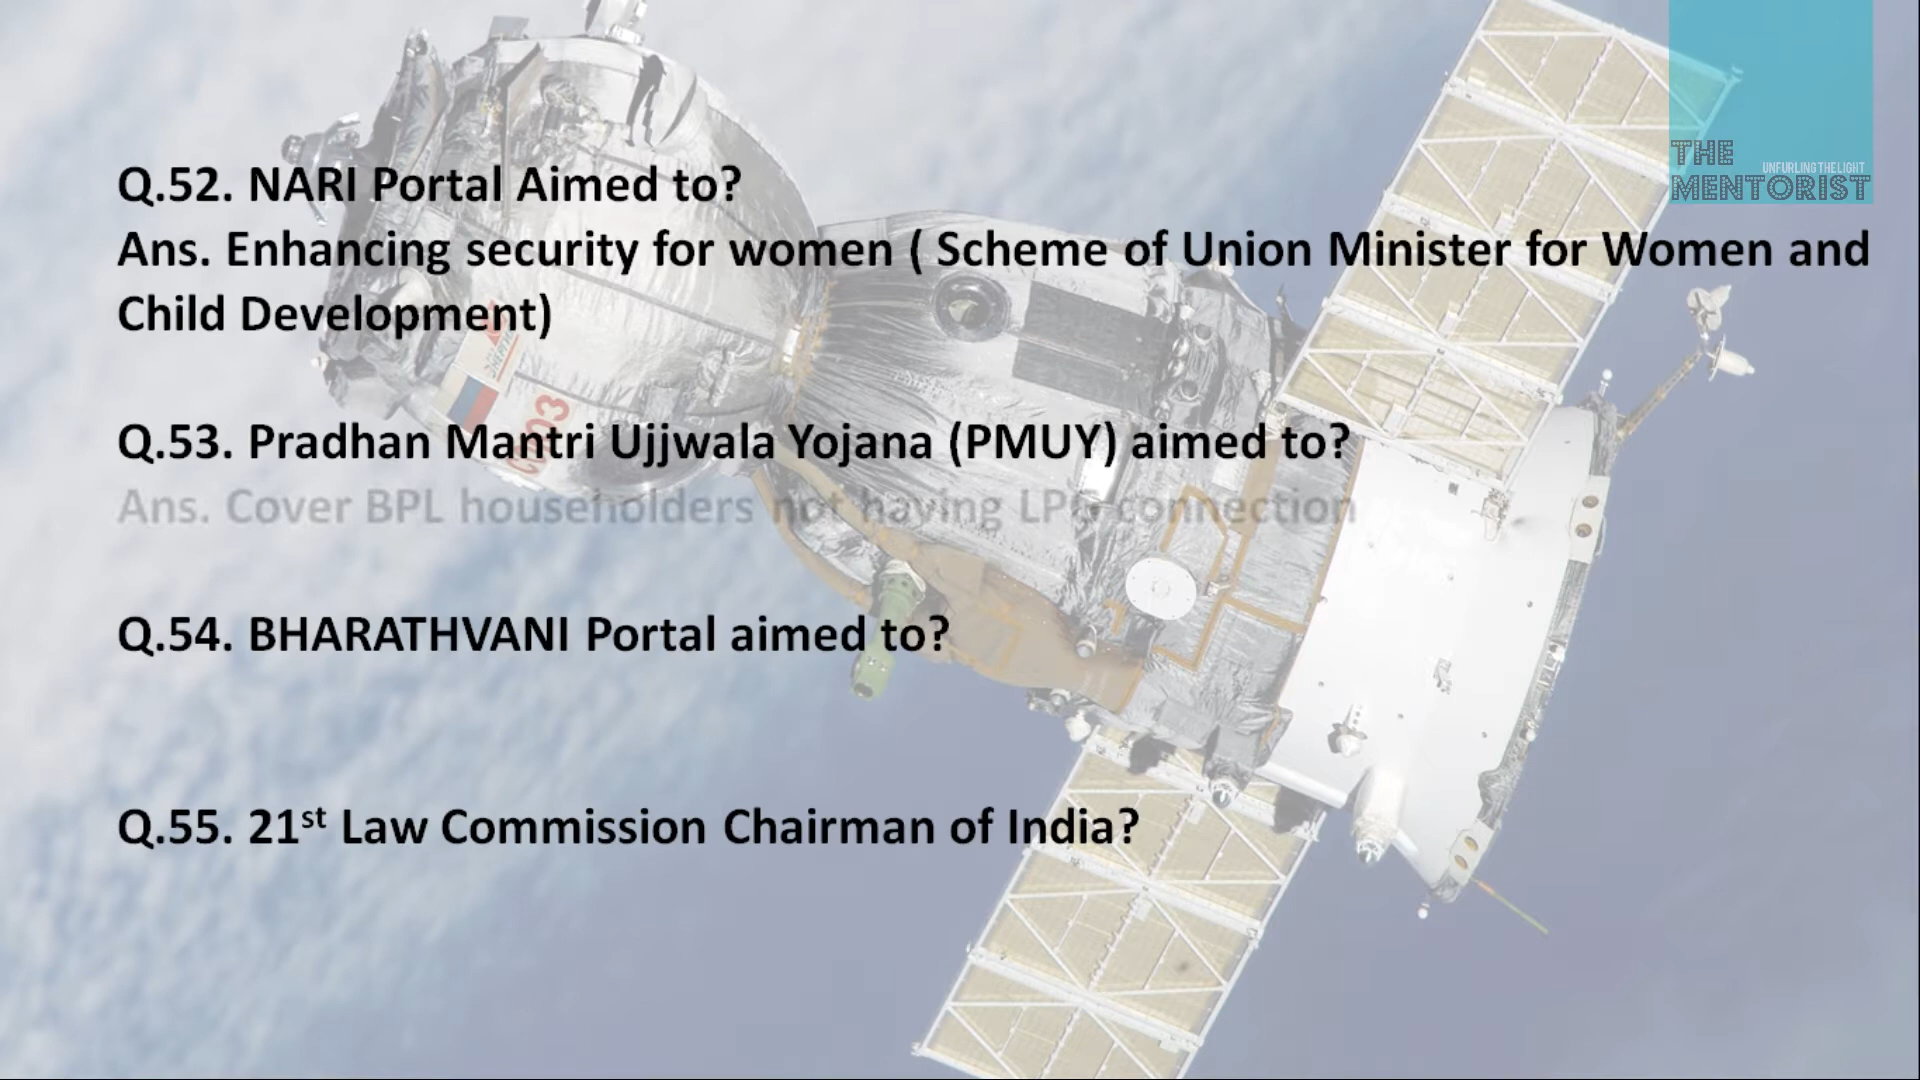 THE
UNFURLING THE LIGHT
MENTORIST
Q.52. NARI Portal Aimed to?
Ans. Enhancing security for women ( Scheme of Union Minister for Women and
Child Development)
Q.53. Pradhan Mantri Ujjwala Yojana (PMUY) aimed to?
Ans. Cover BPL householders not having LPG connection
Q.54. BHARATHVANI Portal aimed to?
Q.55. 21st Law Commission Chairman of India?